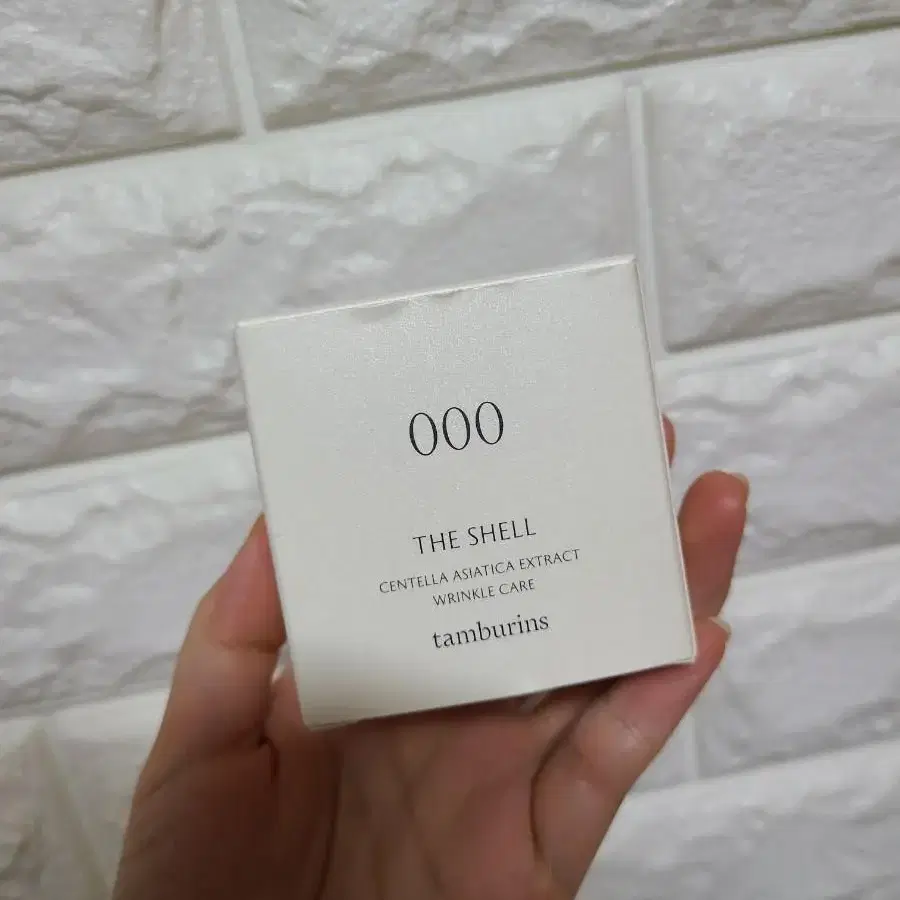 000
THE SHELL
CENTELLA ASIATICA EXTRACT
WRINKLE CARE
tamburins